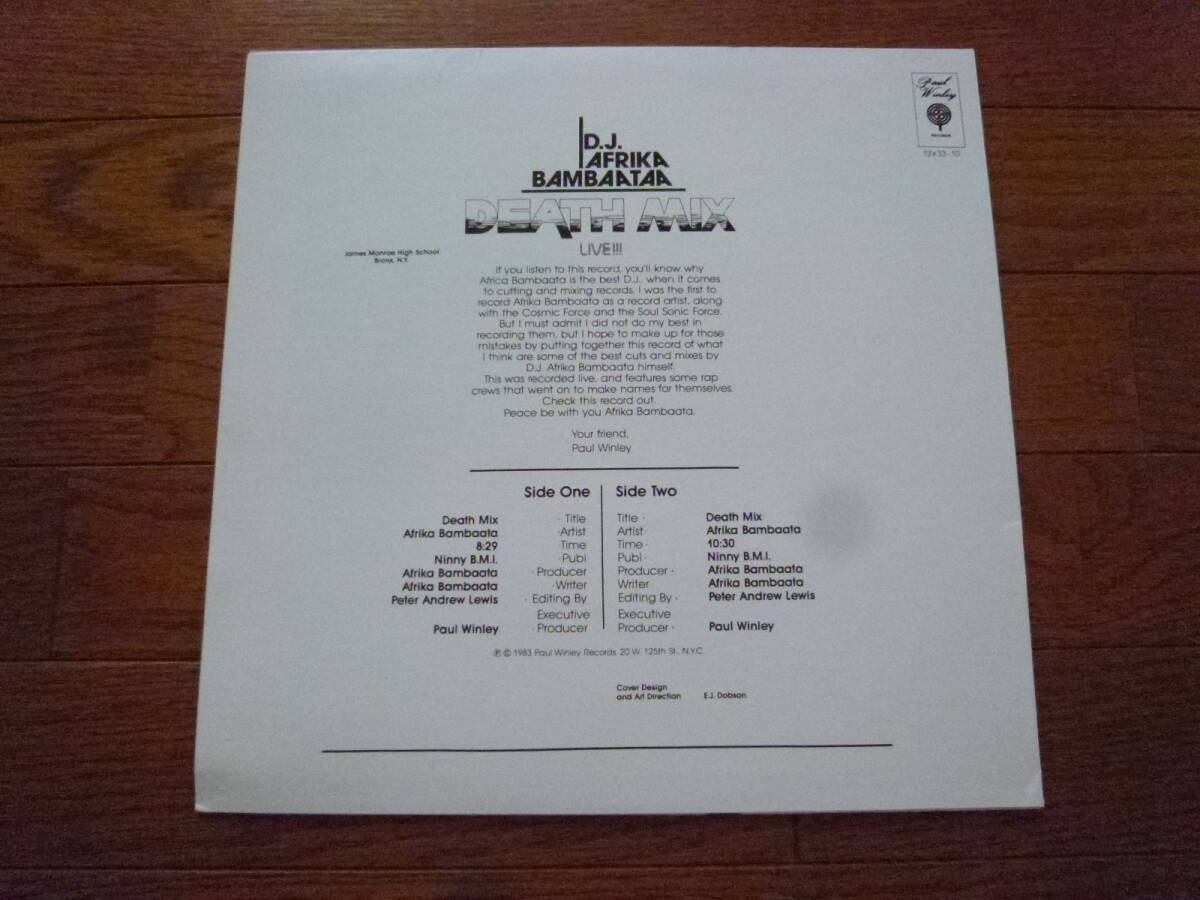 Paul
Winley
RECORDS
12x33-10
D.J.
AFRIKA
BAMBAATAA
DEATH MIX
LIVE!!!
James Monroe High School
Bronx, N.Y.
If you listen to this record, you'll know why
Africa Bambaata is the best D.J., when it comes
to cutting and mixing records. I was the first to
record Afrika Bambaata as a record artist, along
with the Cosmic Force and the Soul Sonic Force.
But I must admit I did not do my best in
recording them, but I hope to make up for those
mistakes by putting together this record of what
I think are some of the best cuts and mixes by
D.J. Afrika Bambaata himself.
This was recorded live, and features some rap
crews that went on to make names for themselves.
Check this record out.
Peace be with you Afrika Bambaata.
Your friend,
Paul Winley
Side One Side Two
Death Mix · Title Title · Death Mix
Afrika Bambaata · Artist Artist · Afrika Bambaata
8:29 · Time Time · 10:30
Ninny B.M.I. · Publ Publ · Ninny B.M.I.
Afrika Bambaata · Producer Producer · Afrika Bambaata
Afrika Bambaata · Writer Writer · Afrika Bambaata
Peter Andrew Lewis · Editing By Editing By · Peter Andrew Lewis
Executive Executive
Paul Winley · Producer Producer · Paul Winley
℗ © 1983 Paul Winley Records 20 W. 125th St., N.Y.C.
Cover Design
and Art Direction E.J. Dobson